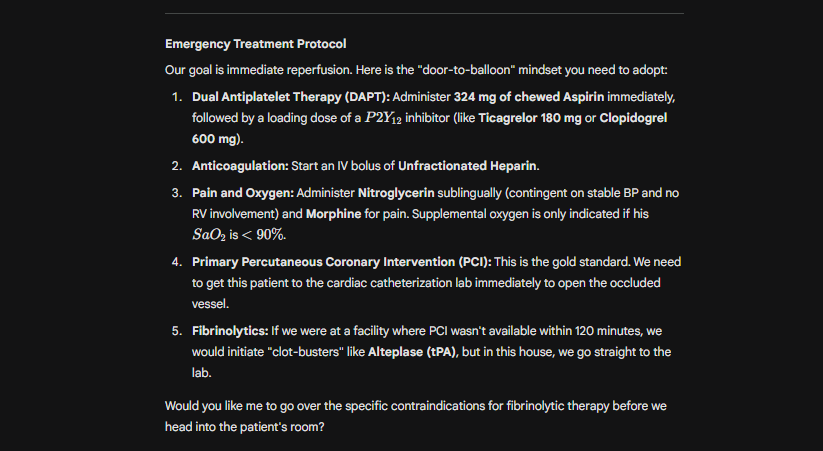 Emergency Treatment Protocol
Our goal is immediate reperfusion. Here is the "door-to-balloon" mindset you need to adopt:
1. Dual Antiplatelet Therapy (DAPT): Administer 324 mg of chewed Aspirin immediately,
followed by a loading dose of a P2Y₁₂ inhibitor (like Ticagrelor 180 mg or Clopidogrel
600 mg).
2. Anticoagulation: Start an IV bolus of Unfractionated Heparin.
3. Pain and Oxygen: Administer Nitroglycerin sublingually (contingent on stable BP and no
RV involvement) and Morphine for pain. Supplemental oxygen is only indicated if his
SaO₂ is < 90%.
4. Primary Percutaneous Coronary Intervention (PCI): This is the gold standard. We need
to get this patient to the cardiac catheterization lab immediately to open the occluded
vessel.
5. Fibrinolytics: If we were at a facility where PCI wasn't available within 120 minutes, we
would initiate "clot-busters" like Alteplase (tPA), but in this house, we go straight to the
lab.
Would you like me to go over the specific contraindications for fibrinolytic therapy before we
head into the patient's room?